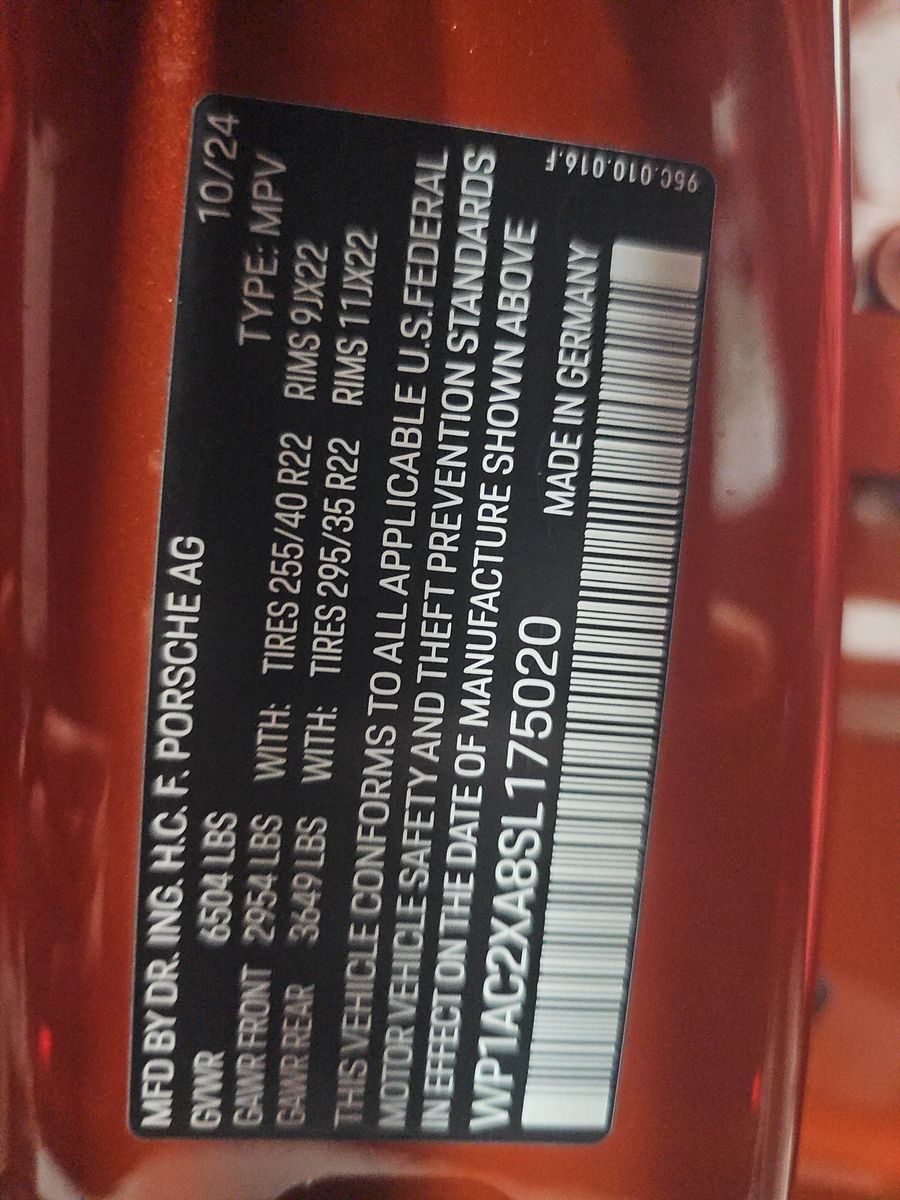 MFD BY DR. ING. H.C. F. PORSCHE AG 10/24
GVWR 6504 LBS TYPE: MPV
GAWR FRONT 2954 LBS WITH: TIRES 255/40 R22 RIMS 9JX22
GAWR REAR 3649 LBS WITH: TIRES 295/35 R22 RIMS 11JX22
THIS VEHICLE CONFORMS TO ALL APPLICABLE U.S.FEDERAL
MOTOR VEHICLE SAFETY AND THEFT PREVENTION STANDARDS
IN EFFECT ON THE DATE OF MANUFACTURE SHOWN ABOVE
WP1AC2XA8SL175020 MADE IN GERMANY
95C.010.016.F